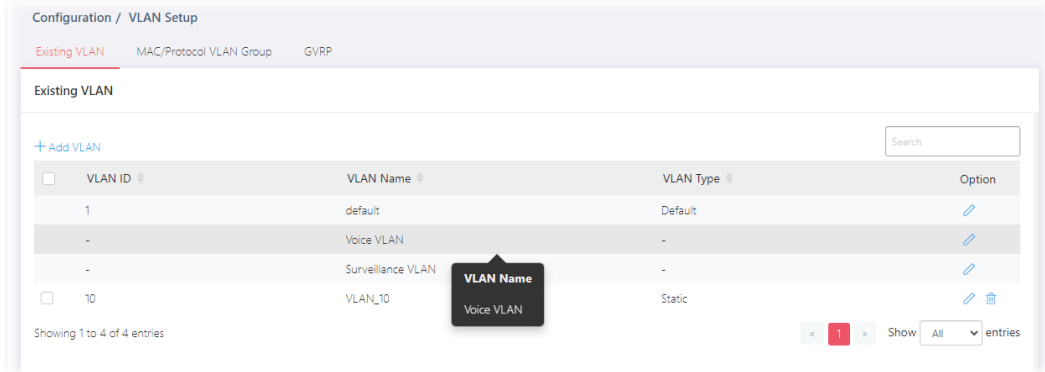 Configuration / VLAN Setup
Existing VLAN MAC/Protocol VLAN Group GVRP
Existing VLAN
+ Add VLAN Search
VLAN ID VLAN Name VLAN Type Option
1 default Default
- Voice VLAN -
- Surveillance VLAN -
VLAN Name
10 VLAN_10 Static
Voice VLAN
Showing 1 to 4 of 4 entries « 1 » Show All entries